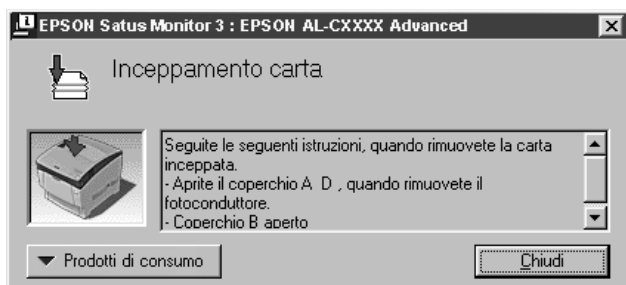 EPSON Satus Monitor 3 : EPSON AL-CXXXX Advanced
Inceppamento carta
Seguite le seguenti istruzioni, quando rimuovete la carta
inceppata.
- Aprite il coperchio A D , quando rimuovete il
fotoconduttore.
- Coperchio B aperto
Prodotti di consumo
Chiudi